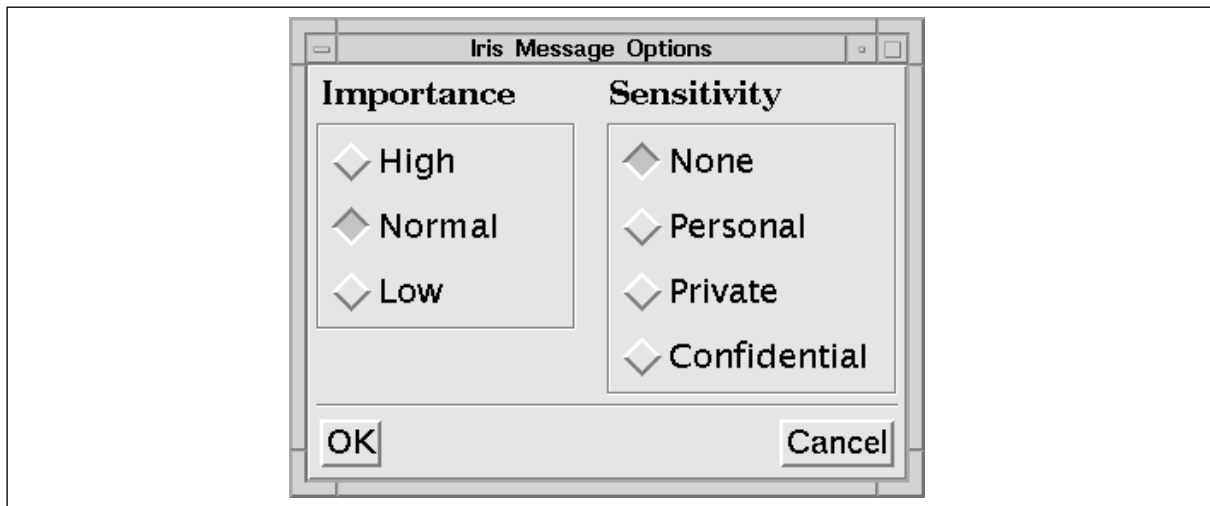 Iris Message Options
Importance
High
Normal
Low
Sensitivity
None
Personal
Private
Confidential
OK
Cancel